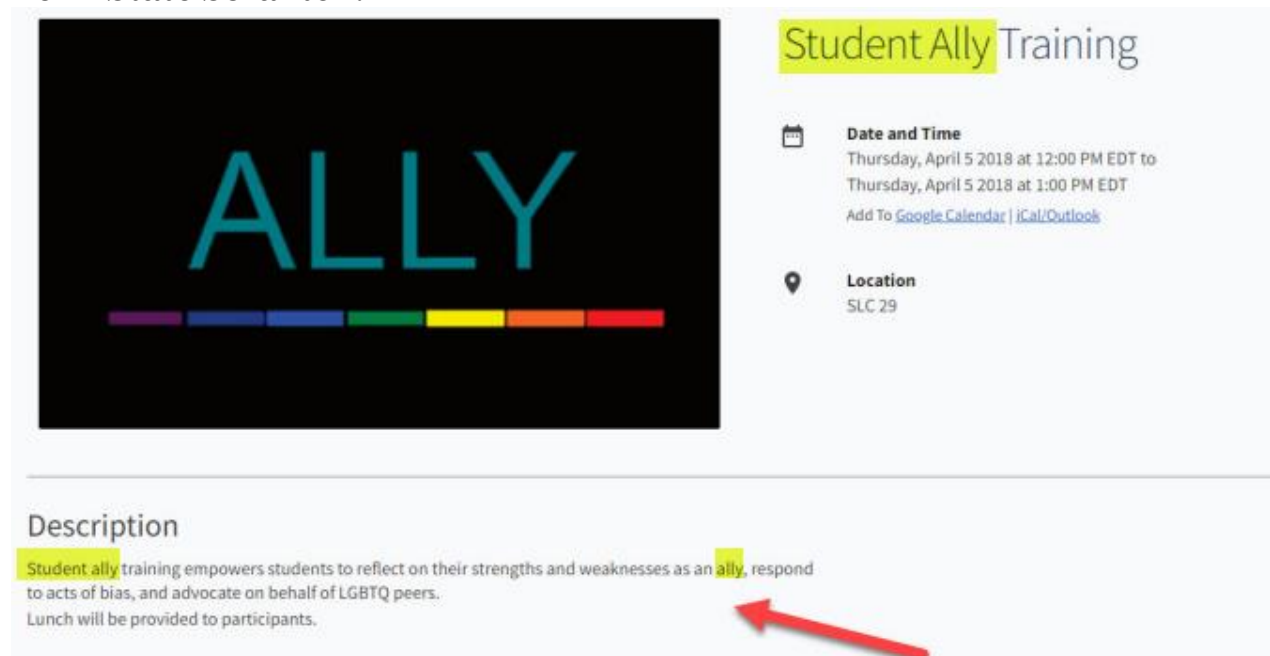 ALLY
Student Ally Training
Date and Time
Thursday, April 5 2018 at 12:00 PM EDT to
Thursday, April 5 2018 at 1:00 PM EDT
Add To Google Calendar | iCal/Outlook
Location
SLC 29
Description
Student ally training empowers students to reflect on their strengths and weaknesses as an ally, respond
to acts of bias, and advocate on behalf of LGBTQ peers.
Lunch will be provided to participants.